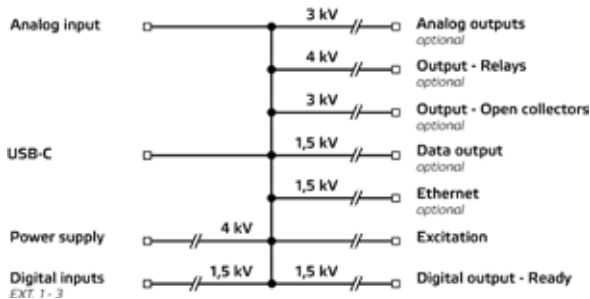 Analog input 3 kV Analog outputs
optional
4 kV Output - Relays
optional
3 kV Output - Open collectors
optional
USB-C 1,5 kV Data output
optional
1,5 kV Ethernet
optional
Power supply 4 kV Excitation
Digital inputs 1,5 kV 1,5 kV Digital output - Ready
EXT. 1 - 3